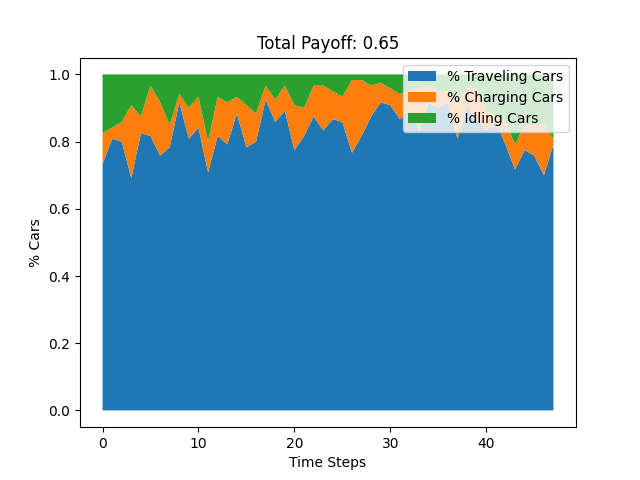 Total Payoff: 0.65
1.0
0.8
0.6
0.4
0.2
0.0
% Cars
% Traveling Cars
% Charging Cars
% Idling Cars
0
10
20
30
40
Time Steps